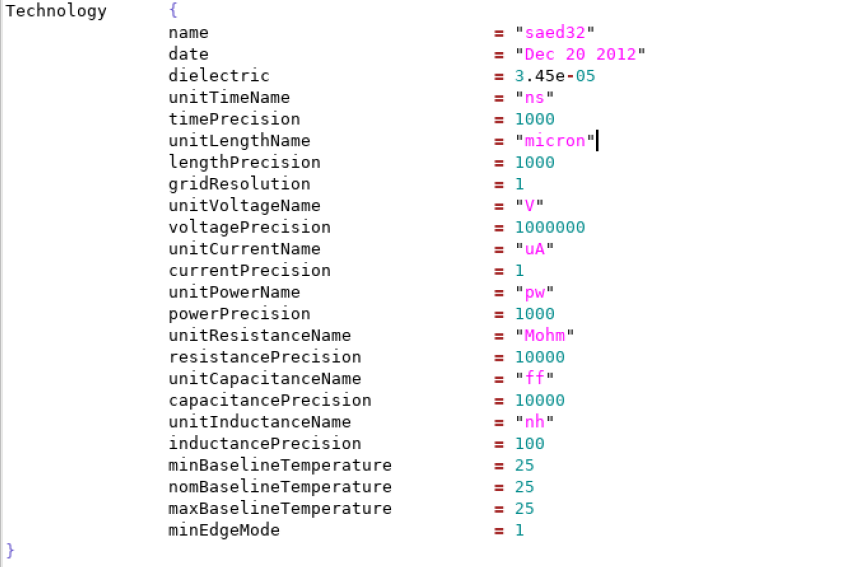 Technology {
name = "saed32"
date = "Dec 20 2012"
dielectric = 3.45e-05
unitTimeName = "ns"
timePrecision = 1000
unitLengthName = "micron"
lengthPrecision = 1000
gridResolution = 1
unitVoltageName = "V"
voltagePrecision = 1000000
unitCurrentName = "uA"
currentPrecision = 1
unitPowerName = "pw"
powerPrecision = 1000
unitResistanceName = "Mohm"
resistancePrecision = 10000
unitCapacitanceName = "ff"
capacitancePrecision = 10000
unitInductanceName = "nh"
inductancePrecision = 100
minBaselineTemperature = 25
nomBaselineTemperature = 25
maxBaselineTemperature = 25
minEdgeMode = 1
}